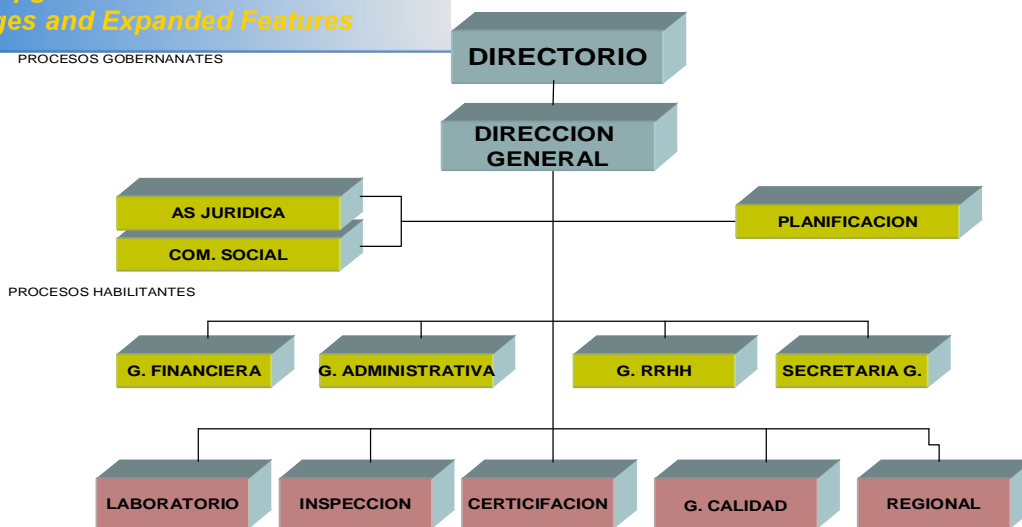 ges and Expanded Features
PROCESOS GOBERNANATES
DIRECTORIO
DIRECCION
GENERAL
AS JURIDICA
COM. SOCIAL
PLANIFICACION
PROCESOS HABILITANTES
G. FINANCIERA
G. ADMINISTRATIVA
G. RRHH
SECRETARIA G.
LABORATORIO
INSPECCION
CERTICIFACION
G. CALIDAD
REGIONAL